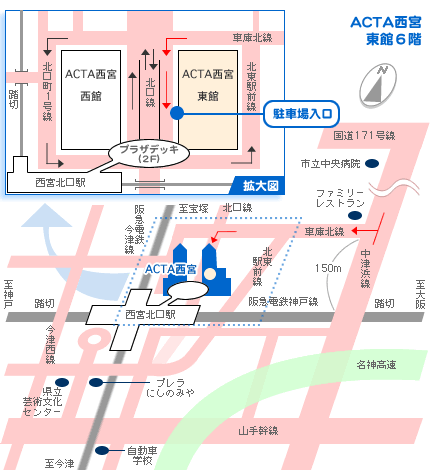 ACTA西宮
東館6階
車庫北線
ACTA西宮
西館
ACTA西宮
東館
北口町1号線
北口線
北東駅前線
踏切
駐車場入口
プラザデッキ
(2F)
西宮北口駅
拡大図
国道171号線
市立中央病院
ファミリー
レストラン
車庫北線
中津浜線
150m
阪急電鉄
今津線
至宝塚
北口線
北駅東前線
ACTA西宮
至神戸
踏切
西宮北口駅
阪急電鉄神戸線
踏切
至大阪
今津西線
名神高速
県立
芸術文化
センター
プレラ
にしのみや
山手幹線
自動車
学校
至今津